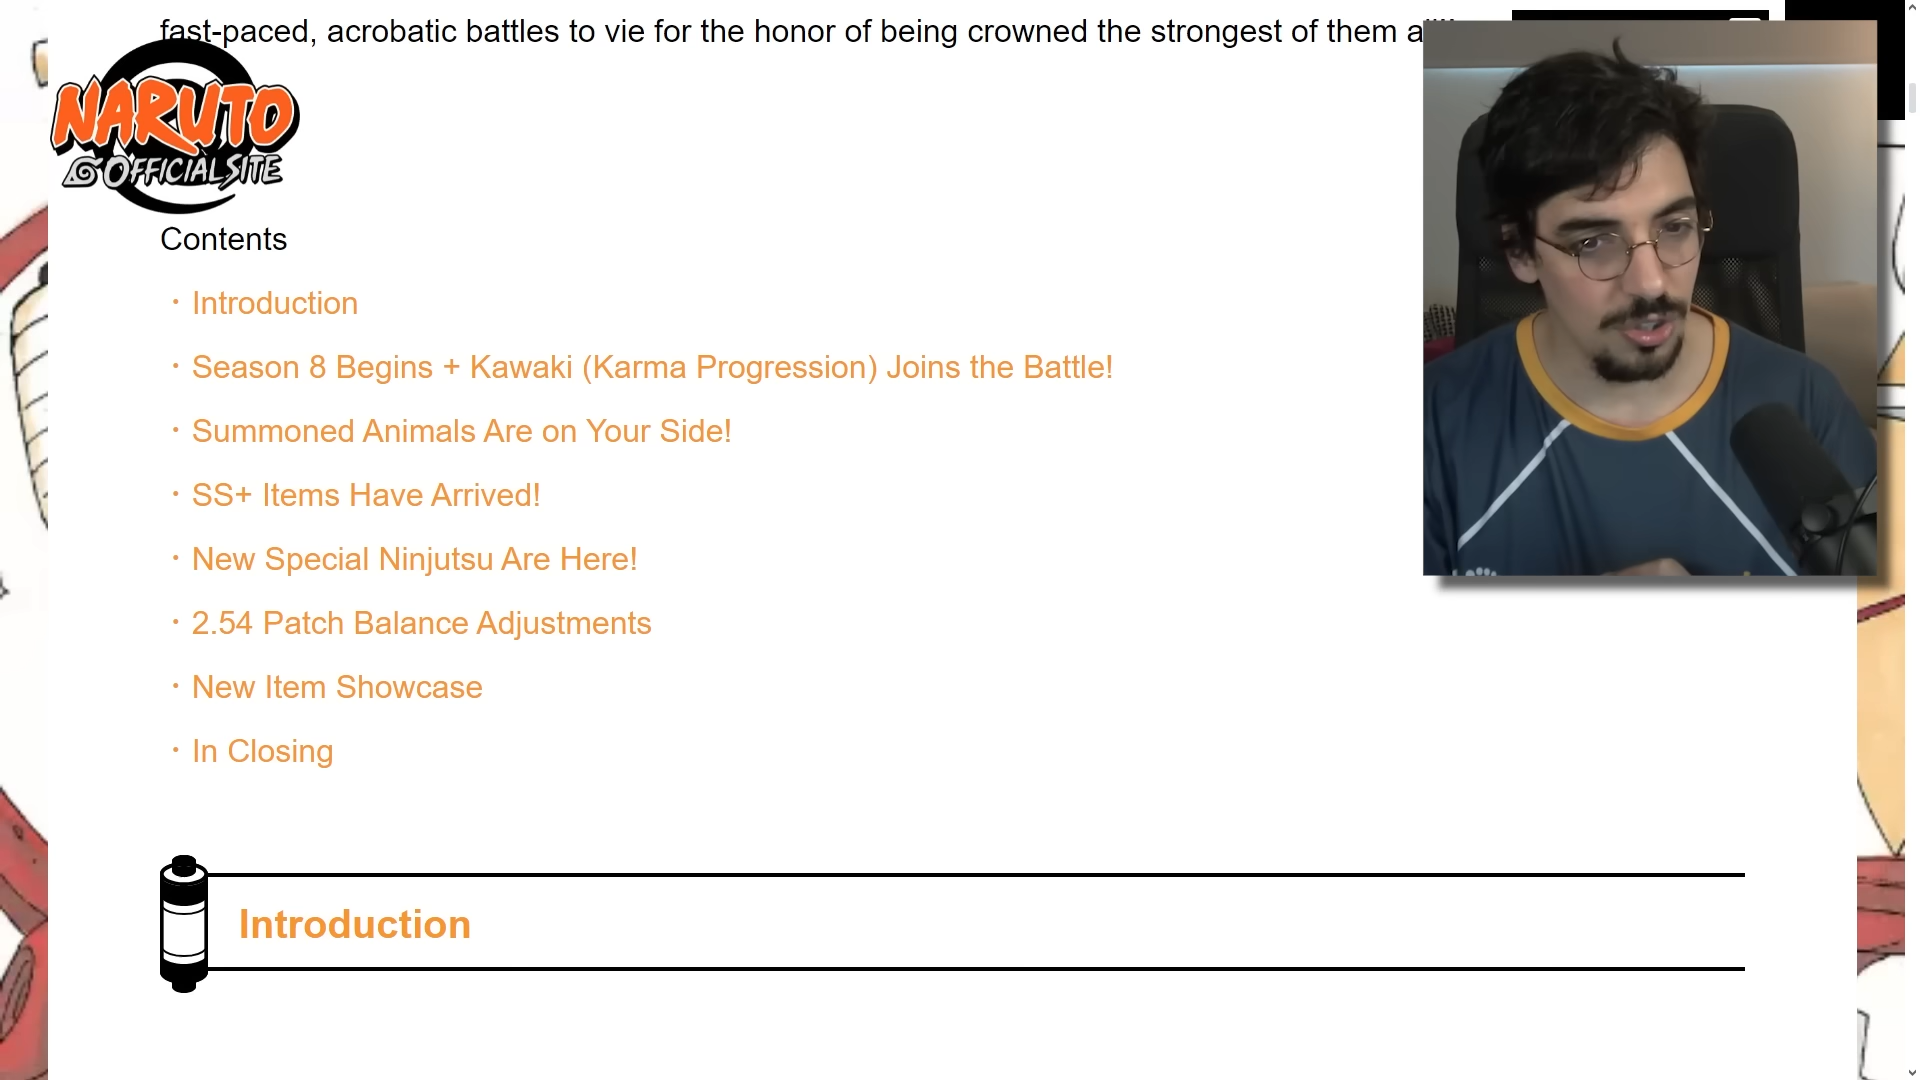 fast-paced, acrobatic battles to vie for the honor of being crowned the strongest of them
NARUTO
OFFICIAL SITE
Contents
・Introduction
・Season 8 Begins + Kawaki (Karma Progression) Joins the Battle!
・Summoned Animals Are on Your Side!
・SS+ Items Have Arrived!
・New Special Ninjutsu Are Here!
・2.54 Patch Balance Adjustments
・New Item Showcase
・In Closing
Introduction